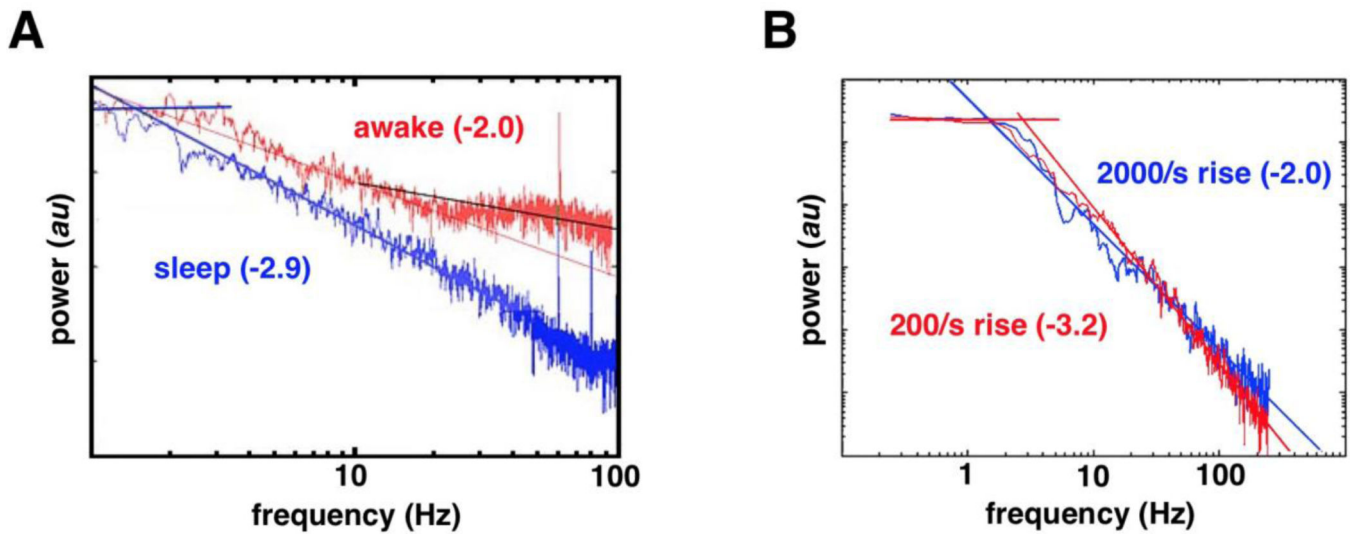 A
awake (-2.0)
sleep (-2.9)
power (au)
10
100
frequency (Hz)
B
2000/s rise (-2.0)
200/s rise (-3.2)
power (au)
1
10
100
frequency (Hz)